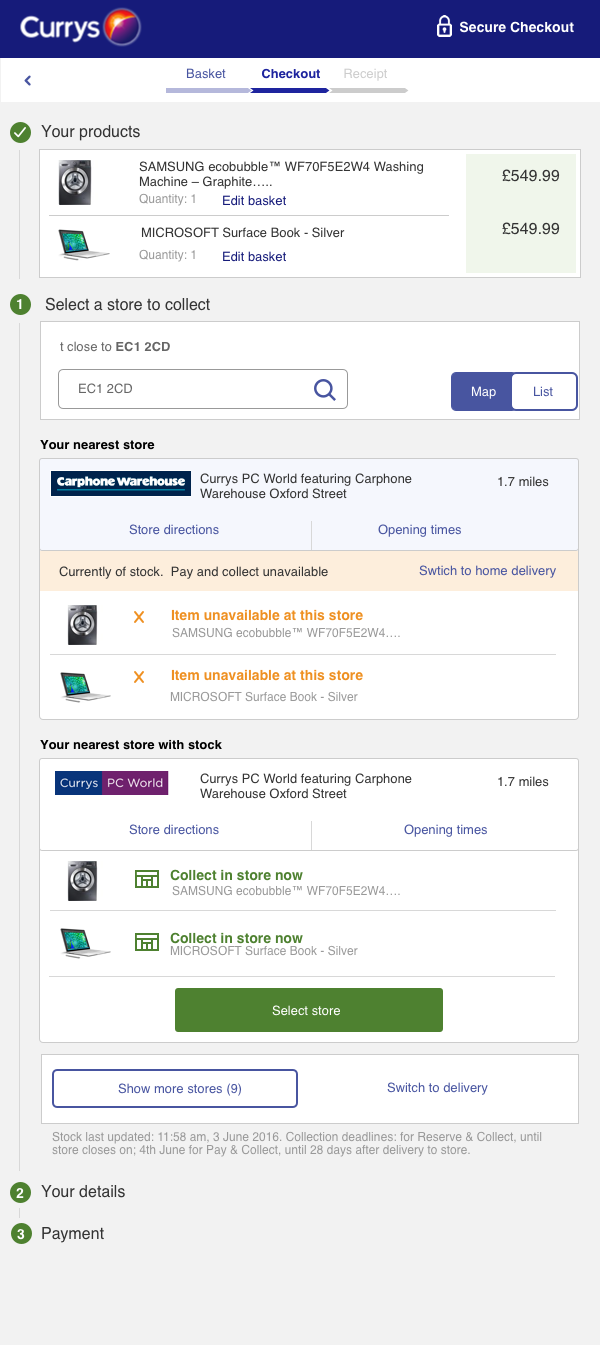 Currys
Secure Checkout
Basket
Checkout
Receipt
Your products
SAMSUNG ecobubble™ WF70F5E2W4 Washing
Machine – Graphite…..
£549.99
Quantity: 1
Edit basket
MICROSOFT Surface Book - Silver
£549.99
Quantity: 1
Edit basket
1
Select a store to collect
t close to EC1 2CD
EC1 2CD
Map
List
Your nearest store
Carphone Warehouse
Currys PC World featuring Carphone
Warehouse Oxford Street
1.7 miles
Store directions
Opening times
Currently of stock. Pay and collect unavailable
Swtich to home delivery
Item unavailable at this store
SAMSUNG ecobubble™ WF70F5E2W4….
Item unavailable at this store
MICROSOFT Surface Book - Silver
Your nearest store with stock
Currys PC World
Currys PC World featuring Carphone
Warehouse Oxford Street
1.7 miles
Store directions
Opening times
Collect in store now
SAMSUNG ecobubble™ WF70F5E2W4….
Collect in store now
MICROSOFT Surface Book - Silver
Select store
Show more stores (9)
Switch to delivery
Stock last updated: 11:58 am, 3 June 2016. Collection deadlines: for Reserve & Collect, until
store closes on; 4th June for Pay & Collect, until 28 days after delivery to store.
2
Your details
3
Payment